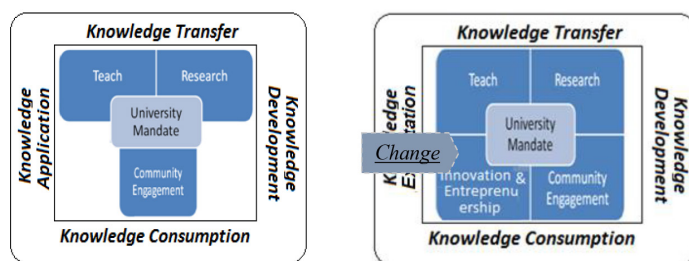 Knowledge Transfer
Knowledge
Application
Teach
Research
University
Mandate
Community
Engagement
Knowledge
Development
Knowledge Consumption
Knowledge Transfer
Knowledge
Teach
Research
University
Mandate
Change
Innovation &
Entreprenu
ership
Community
Engagement
Knowledge
Development
Knowledge Consumption